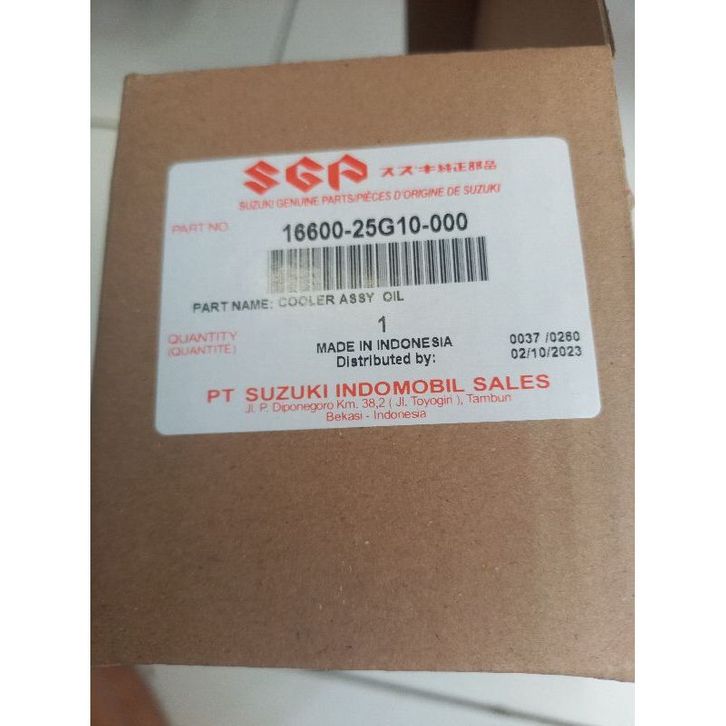 SGP スズキ純正部品
SUZUKI GENUINE PARTS/PIÈCES D'ORIGINE DE SUZUKI
PART NO. 16600-25G10-000
PART NAME: COOLER ASSY OIL
QUANTITY 1
(QUANTITE) MADE IN INDONESIA 0037 /0260
Distributed by: 02/10/2023
PT SUZUKI INDOMOBIL SALES
Jl. P. Diponegoro Km. 38,2 ( Jl. Toyogiri ), Tambun
Bekasi - Indonesia